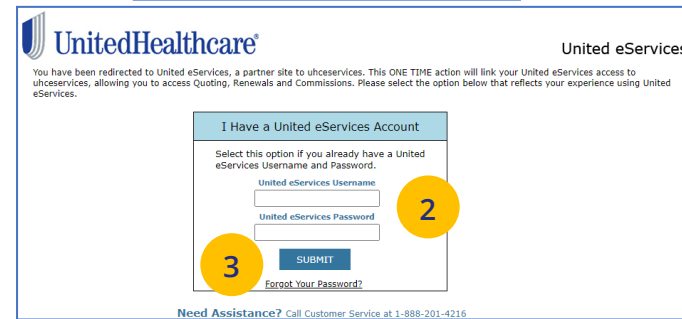 UnitedHealthcare®
United eServices
You have been redirected to United eServices, a partner site to uhceservices. This ONE TIME action will link your United eServices access to
uhceservices, allowing you to access Quoting, Renewals and Commissions. Please select the option below that reflects your experience using United
eServices.
I Have a United eServices Account
Select this option if you already have a United
eServices Username and Password.
United eServices Username
2
United eServices Password
3
SUBMIT
Forgot Your Password?
Need Assistance? Call Customer Service at 1-888-201-4216